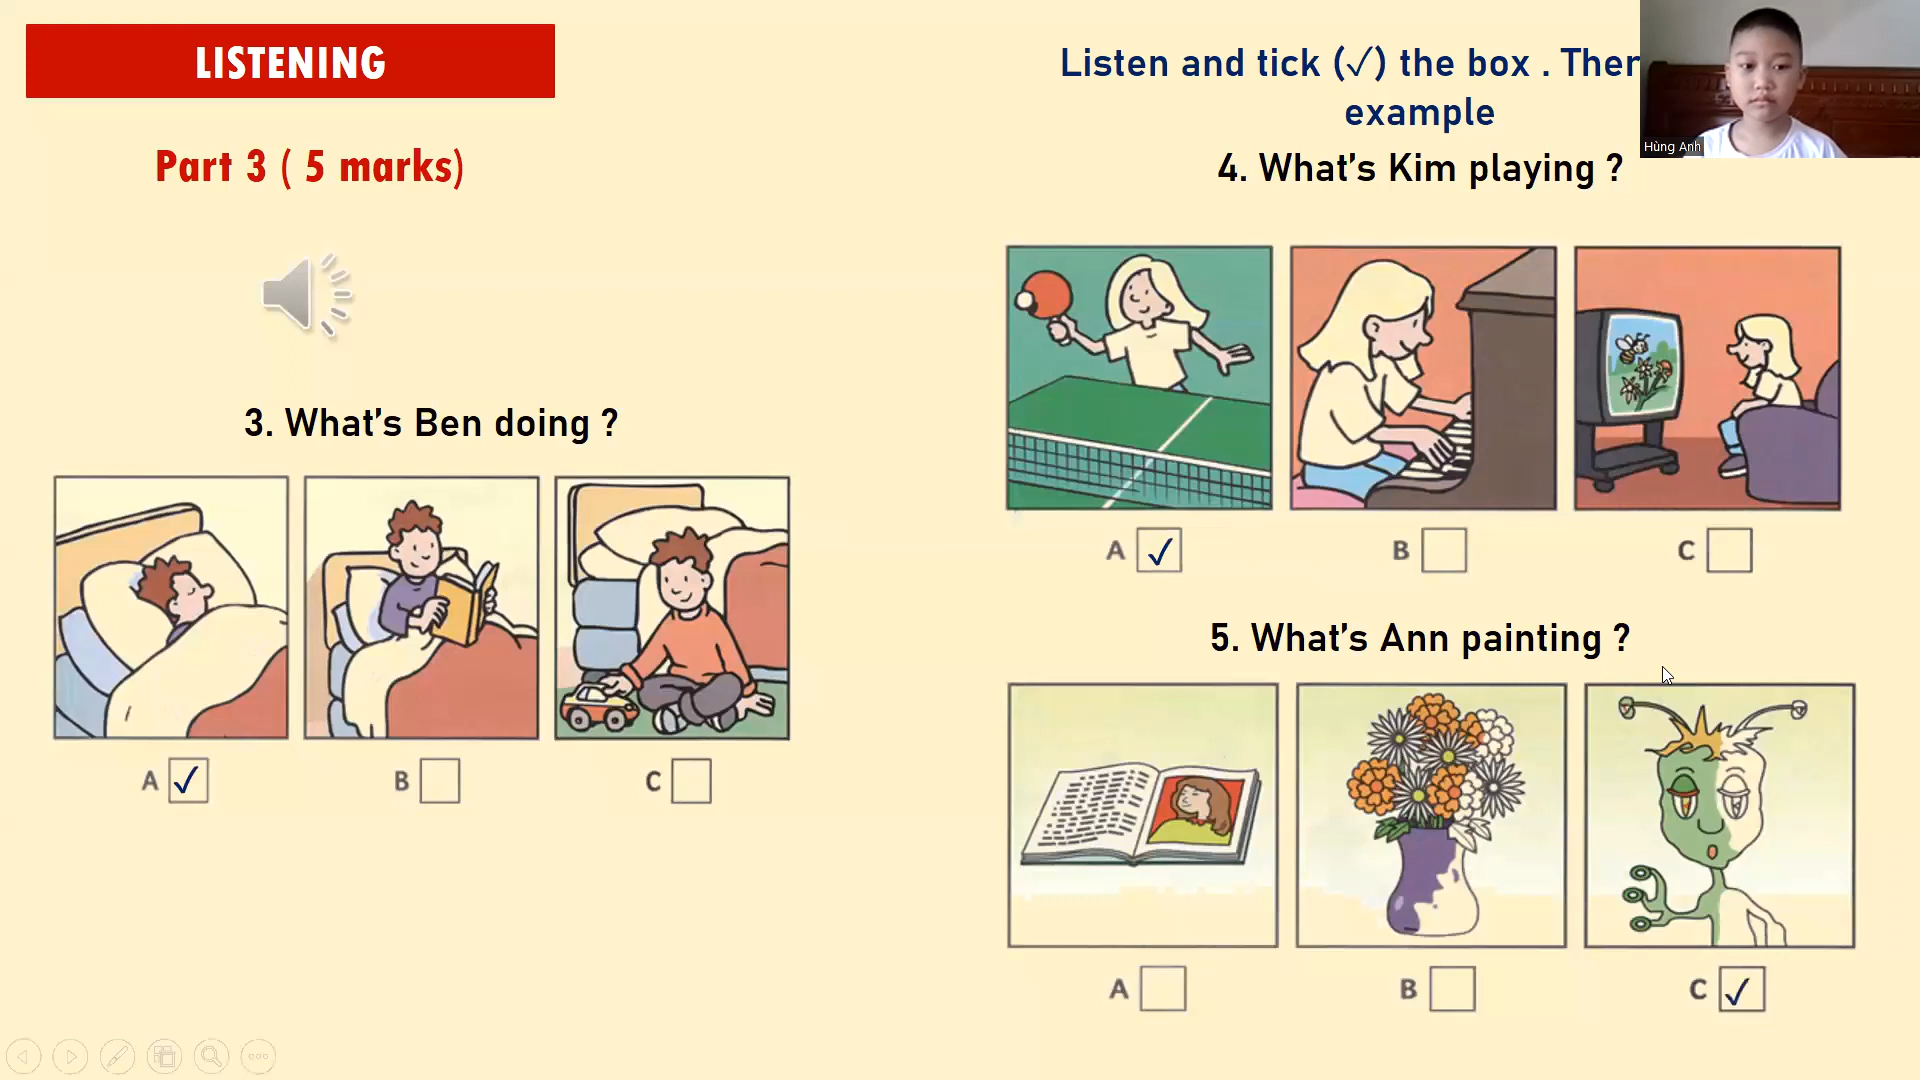 LISTENING
Part 3 ( 5 marks)
3. What's Ben doing ?
A ✓ B C
Listen and tick (✓) the box . Ther
example
4. What's Kim playing ?
A ✓ B C
5. What's Ann painting ?
A B C ✓
Hùng Anh